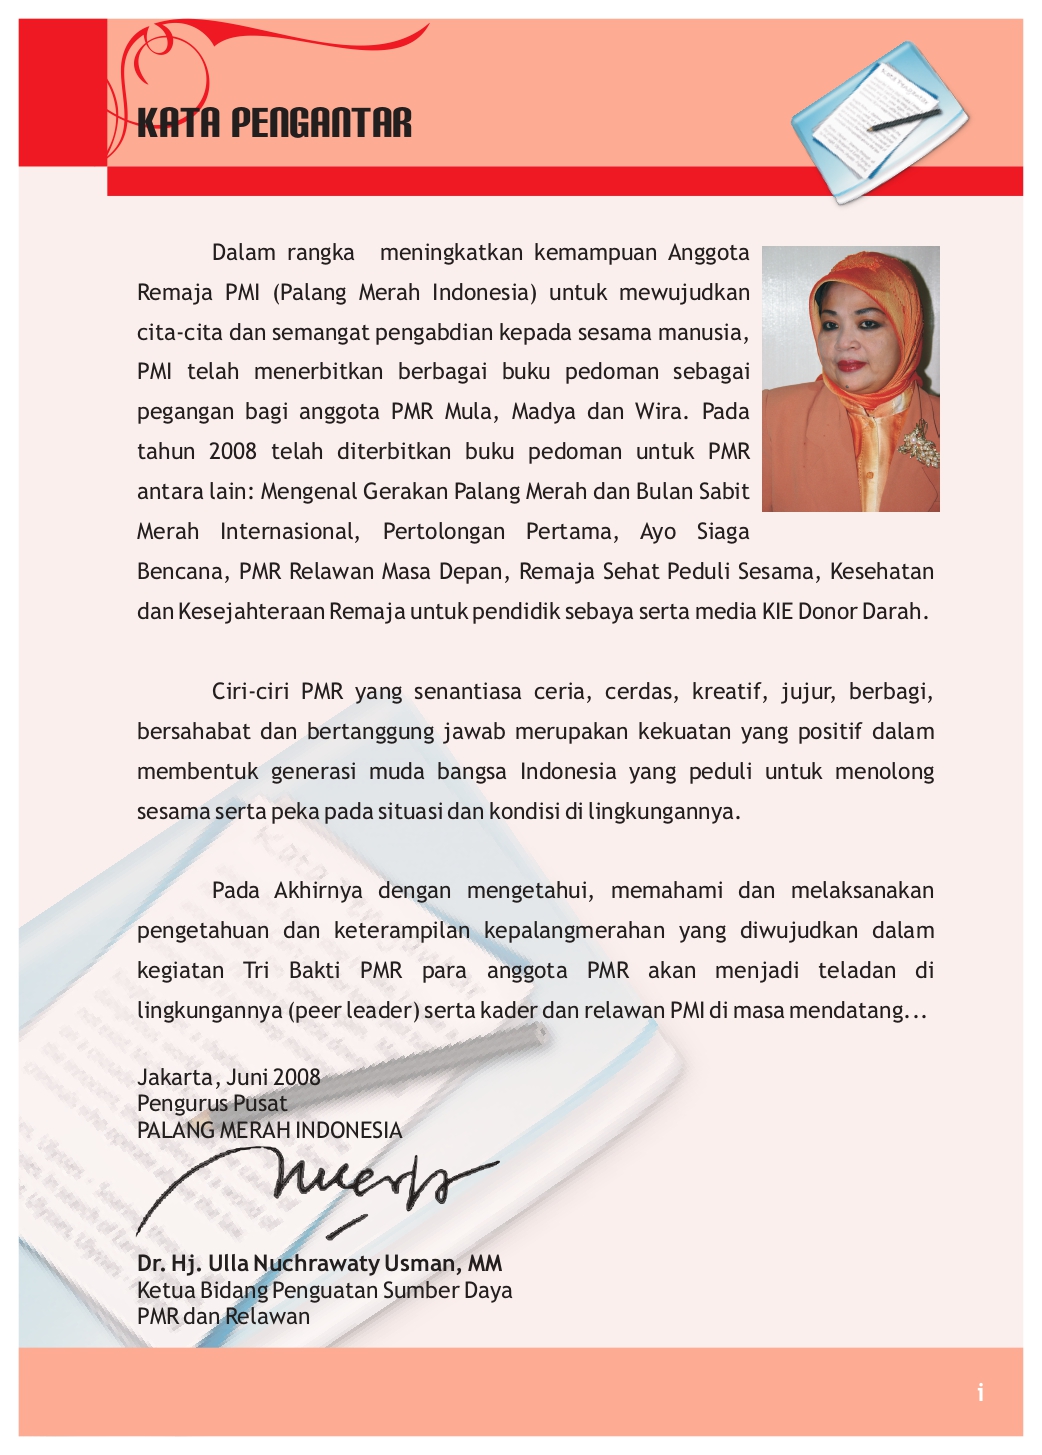 KATA PENGANTAR
Dalam rangka meningkatkan kemampuan Anggota
Remaja PMI (Palang Merah Indonesia) untuk mewujudkan
cita-cita dan semangat pengabdian kepada sesama manusia,
PMI telah menerbitkan berbagai buku pedoman sebagai
pegangan bagi anggota PMR Mula, Madya dan Wira. Pada
tahun 2008 telah diterbitkan buku pedoman untuk PMR
antara lain: Mengenal Gerakan Palang Merah dan Bulan Sabit
Merah Internasional, Pertolongan Pertama, Ayo Siaga
Bencana, PMR Relawan Masa Depan, Remaja Sehat Peduli Sesama, Kesehatan
dan Kesejahteraan Remaja untuk pendidik sebaya serta media KIE Donor Darah.
Ciri-ciri PMR yang senantiasa ceria, cerdas, kreatif, jujur, berbagi,
bersahabat dan bertanggung jawab merupakan kekuatan yang positif dalam
membentuk generasi muda bangsa Indonesia yang peduli untuk menolong
sesama serta peka pada situasi dan kondisi di lingkungannya.
Pada Akhirnya dengan mengetahui, memahami dan melaksanakan
pengetahuan dan keterampilan kepalangmerahan yang diwujudkan dalam
kegiatan Tri Bakti PMR para anggota PMR akan menjadi teladan di
lingkungannya (peer leader) serta kader dan relawan PMI di masa mendatang...
Jakarta, Juni 2008
Pengurus Pusat
PALANG MERAH INDONESIA
Dr. Hj. Ulla Nuchrawaty Usman, MM
Ketua Bidang Penguatan Sumber Daya
PMR dan Relawan
i